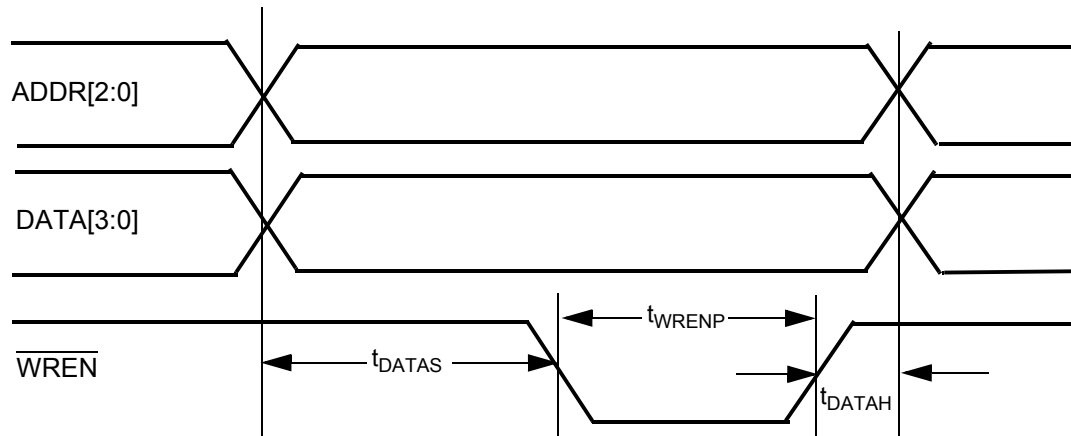 ADDR[2:0]
DATA[3:0]
tWRENP
WREN
tDATAS
tDATAH